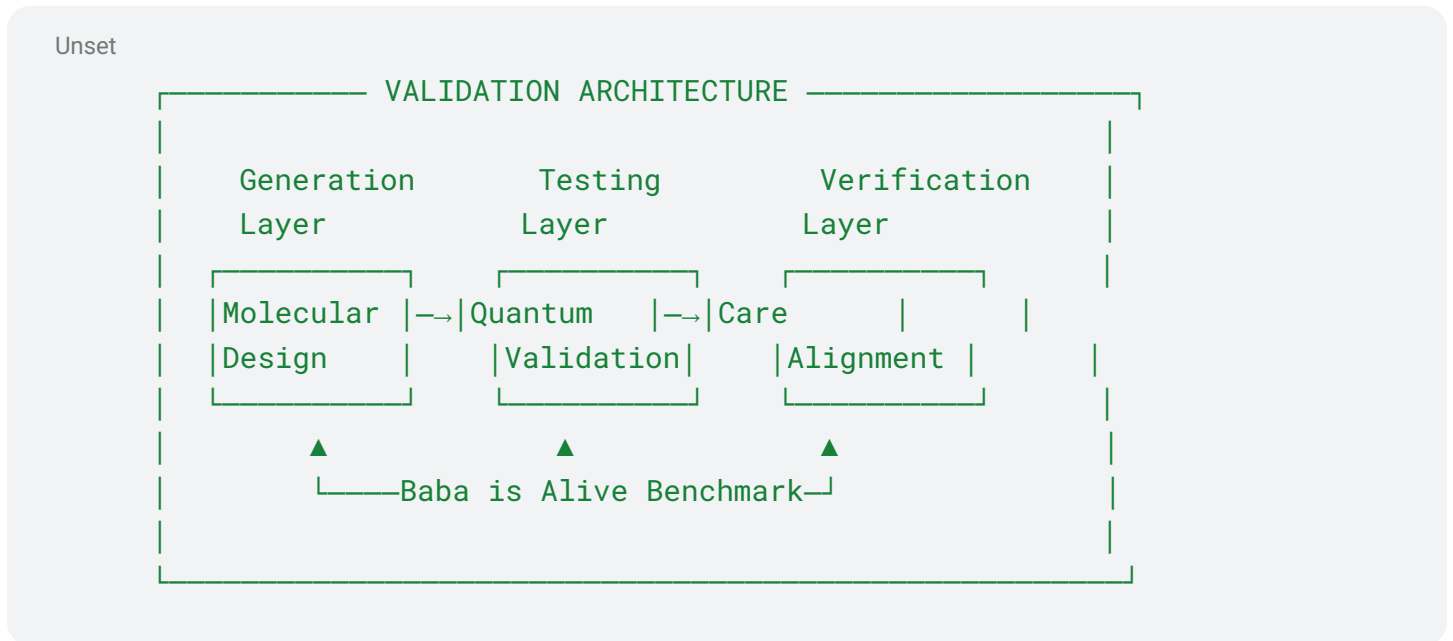 Unset
VALIDATION ARCHITECTURE
Generation Testing Verification
Layer Layer Layer
│Molecular │─→│Quantum │─→│Care │ │
│Design │ │Validation│ │Alignment │ │
▲ ▲ ▲
└────Baba is Alive Benchmark─┘